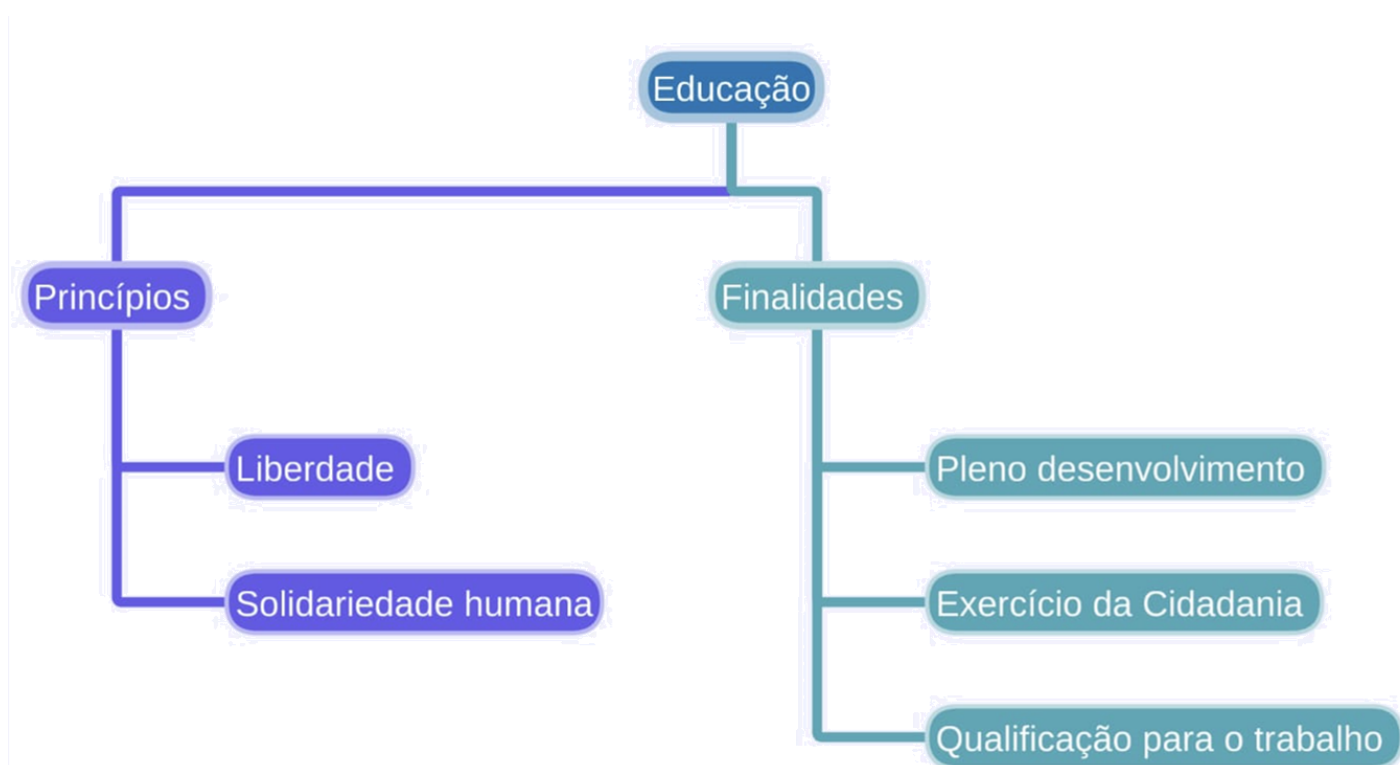 Educação
Princípios
Liberdade
Solidariedade humana
Finalidades
Pleno desenvolvimento
Exercício da Cidadania
Qualificação para o trabalho